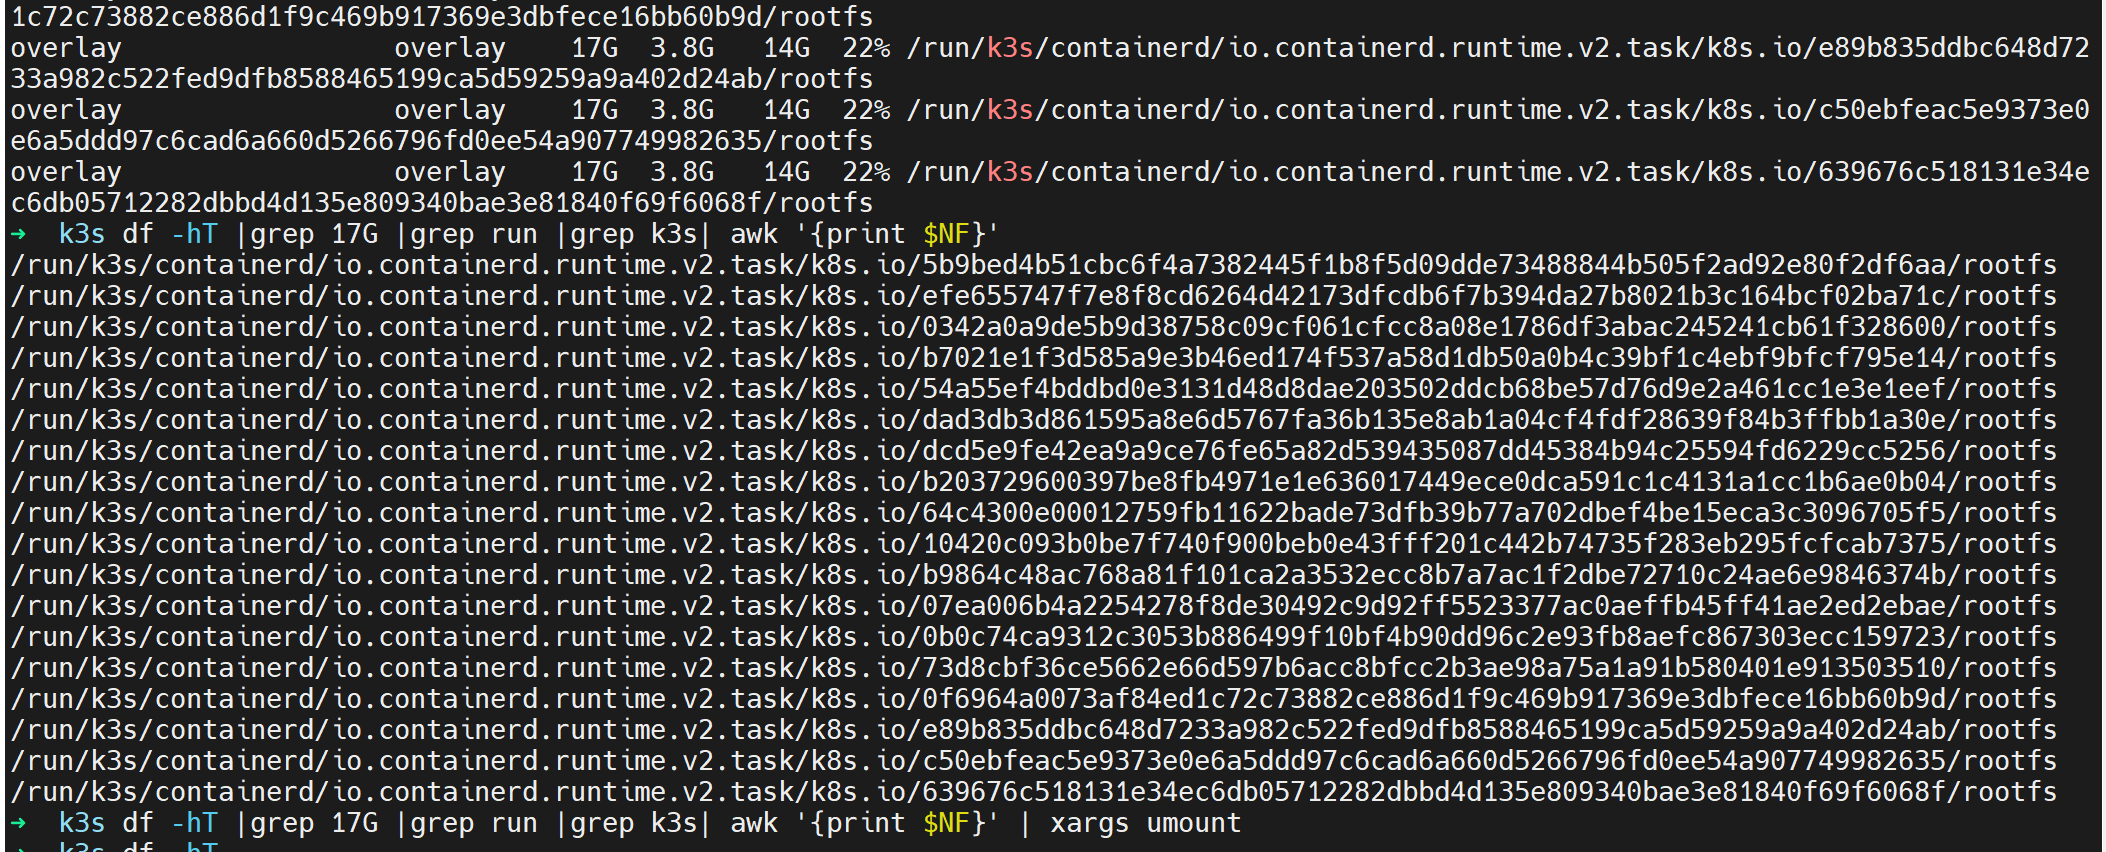 1c72c73882ce886d1f9c469b917369e3dbfece16bb60b9d/rootfs
overlay overlay 17G 3.8G 14G 22% /run/k3s/containerd/io.containerd.runtime.v2.task/k8s.io/e89b835ddbc648d72
33a982c522fed9dfb8588465199ca5d59259a9a402d24ab/rootfs
overlay overlay 17G 3.8G 14G 22% /run/k3s/containerd/io.containerd.runtime.v2.task/k8s.io/c50ebfeac5e9373e0
e6a5ddd97c6cad6a660d5266796fd0ee54a907749982635/rootfs
overlay overlay 17G 3.8G 14G 22% /run/k3s/containerd/io.containerd.runtime.v2.task/k8s.io/639676c518131e34e
c6db05712282dbbd4d135e809340bae3e81840f69f6068f/rootfs
➜ k3s df -hT |grep 17G |grep run |grep k3s| awk '{print $NF}'
/run/k3s/containerd/io.containerd.runtime.v2.task/k8s.io/5b9bed4b51cbc6f4a7382445f1b8f5d09dde73488844b505f2ad92e80f2df6aa/rootfs
/run/k3s/containerd/io.containerd.runtime.v2.task/k8s.io/efe655747f7e8f8cd6264d42173dfcdb6f7b394da27b8021b3c164bcf02ba71c/rootfs
/run/k3s/containerd/io.containerd.runtime.v2.task/k8s.io/0342a0a9de5b9d38758c09cf061cfcc8a08e1786df3abac245241cb61f328600/rootfs
/run/k3s/containerd/io.containerd.runtime.v2.task/k8s.io/b7021e1f3d585a9e3b46ed174f537a58d1db50a0b4c39bf1c4ebf9bfcf795e14/rootfs
/run/k3s/containerd/io.containerd.runtime.v2.task/k8s.io/54a55ef4bddbd0e3131d48d8dae203502ddcb68be57d76d9e2a461cc1e3e1eef/rootfs
/run/k3s/containerd/io.containerd.runtime.v2.task/k8s.io/dad3db3d861595a8e6d5767fa36b135e8ab1a04cf4fdf28639f84b3ffbb1a30e/rootfs
/run/k3s/containerd/io.containerd.runtime.v2.task/k8s.io/dcd5e9fe42ea9a9ce76fe65a82d539435087dd45384b94c25594fd6229cc5256/rootfs
/run/k3s/containerd/io.containerd.runtime.v2.task/k8s.io/b203729600397be8fb4971e1e636017449ece0dca591c1c4131a1cc1b6ae0b04/rootfs
/run/k3s/containerd/io.containerd.runtime.v2.task/k8s.io/64c4300e00012759fb11622bade73dfb39b77a702dbef4be15eca3c3096705f5/rootfs
/run/k3s/containerd/io.containerd.runtime.v2.task/k8s.io/10420c093b0be7f740f900beb0e43fff201c442b74735f283eb295fcfcab7375/rootfs
/run/k3s/containerd/io.containerd.runtime.v2.task/k8s.io/b9864c48ac768a81f101ca2a3532ecc8b7a7ac1f2dbe72710c24ae6e9846374b/rootfs
/run/k3s/containerd/io.containerd.runtime.v2.task/k8s.io/07ea006b4a2254278f8de30492c9d92ff5523377ac0aeffb45ff41ae2ed2ebae/rootfs
/run/k3s/containerd/io.containerd.runtime.v2.task/k8s.io/0b0c74ca9312c3053b886499f10bf4b90dd96c2e93fb8aefc867303ecc159723/rootfs
/run/k3s/containerd/io.containerd.runtime.v2.task/k8s.io/73d8cbf36ce5662e66d597b6acc8bfcc2b3ae98a75a1a91b580401e913503510/rootfs
/run/k3s/containerd/io.containerd.runtime.v2.task/k8s.io/0f6964a0073af84ed1c72c73882ce886d1f9c469b917369e3dbfece16bb60b9d/rootfs
/run/k3s/containerd/io.containerd.runtime.v2.task/k8s.io/e89b835ddbc648d7233a982c522fed9dfb8588465199ca5d59259a9a402d24ab/rootfs
/run/k3s/containerd/io.containerd.runtime.v2.task/k8s.io/c50ebfeac5e9373e0e6a5ddd97c6cad6a660d5266796fd0ee54a907749982635/rootfs
/run/k3s/containerd/io.containerd.runtime.v2.task/k8s.io/639676c518131e34ec6db05712282dbbd4d135e809340bae3e81840f69f6068f/rootfs
➜ k3s df -hT |grep 17G |grep run |grep k3s| awk '{print $NF}' | xargs umount
➜ k3s df -hT